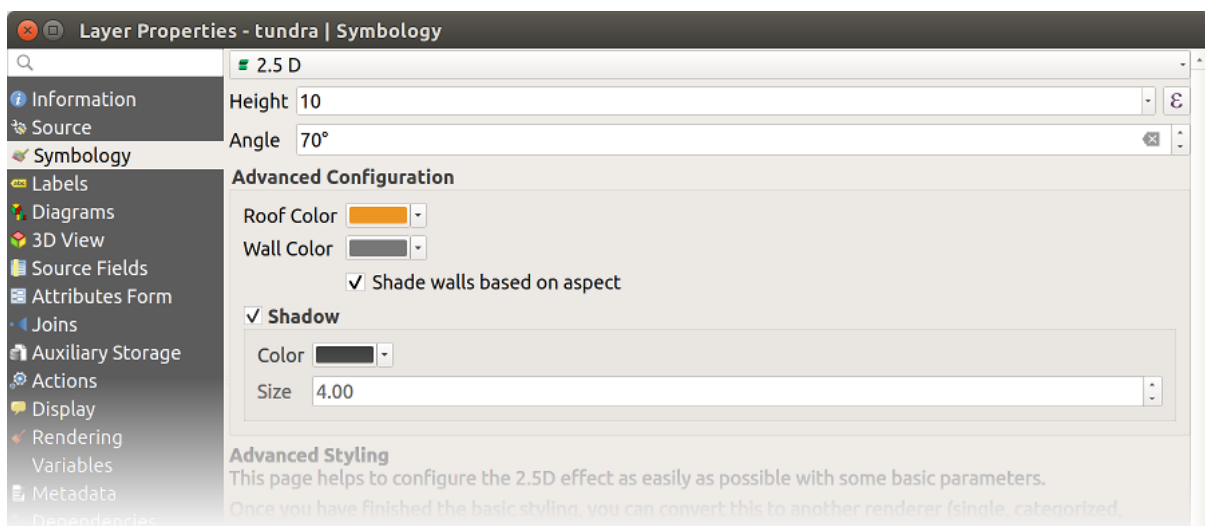 Layer Properties - tundra | Symbology
2.5 D
Information
Height 10 ε
Source
Angle 70°
Symbology
Advanced Configuration
Labels
Diagrams
Roof Color
3D View
Wall Color
Source Fields
Shade walls based on aspect
Attributes Form
Shadow
Joins
Auxiliary Storage
Color
Actions
Size 4.00
Display
Rendering
Advanced Styling
Variables
This page helps to configure the 2.5D effect as easily as possible with some basic parameters.
Metadata
Once you have finished the basic styling, you can convert this to another renderer (single, categorized,
Dependencies